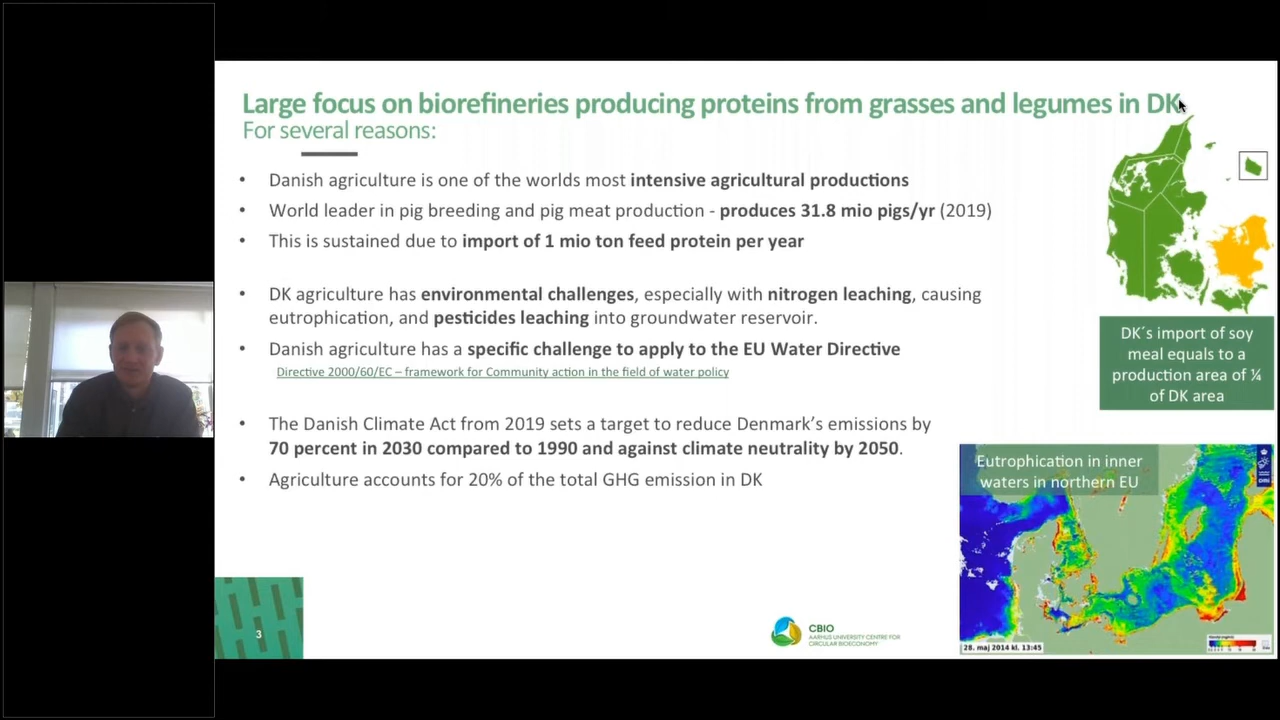 Large focus on biorefineries producing proteins from grasses and legumes in DK
For several reasons:
• Danish agriculture is one of the worlds most intensive agricultural productions
• World leader in pig breeding and pig meat production - produces 31.8 mio pigs/yr (2019)
• This is sustained due to import of 1 mio ton feed protein per year
• DK agriculture has environmental challenges, especially with nitrogen leaching, causing
eutrophication, and pesticides leaching into groundwater reservoir.
• Danish agriculture has a specific challenge to apply to the EU Water Directive
Directive 2000/60/EC – framework for Community action in the field of water policy
• The Danish Climate Act from 2019 sets a target to reduce Denmark’s emissions by
70 percent in 2030 compared to 1990 and against climate neutrality by 2050.
• Agriculture accounts for 20% of the total GHG emission in DK
DK´s import of soy
meal equals to a
production area of ¼
of DK area
Eutrophication in inner
waters in northern EU
dmi
28. maj 2014 kl. 13:45
3
CBIO
AARHUS UNIVERSITY CENTRE FOR
CIRCULAR BIOECONOMY